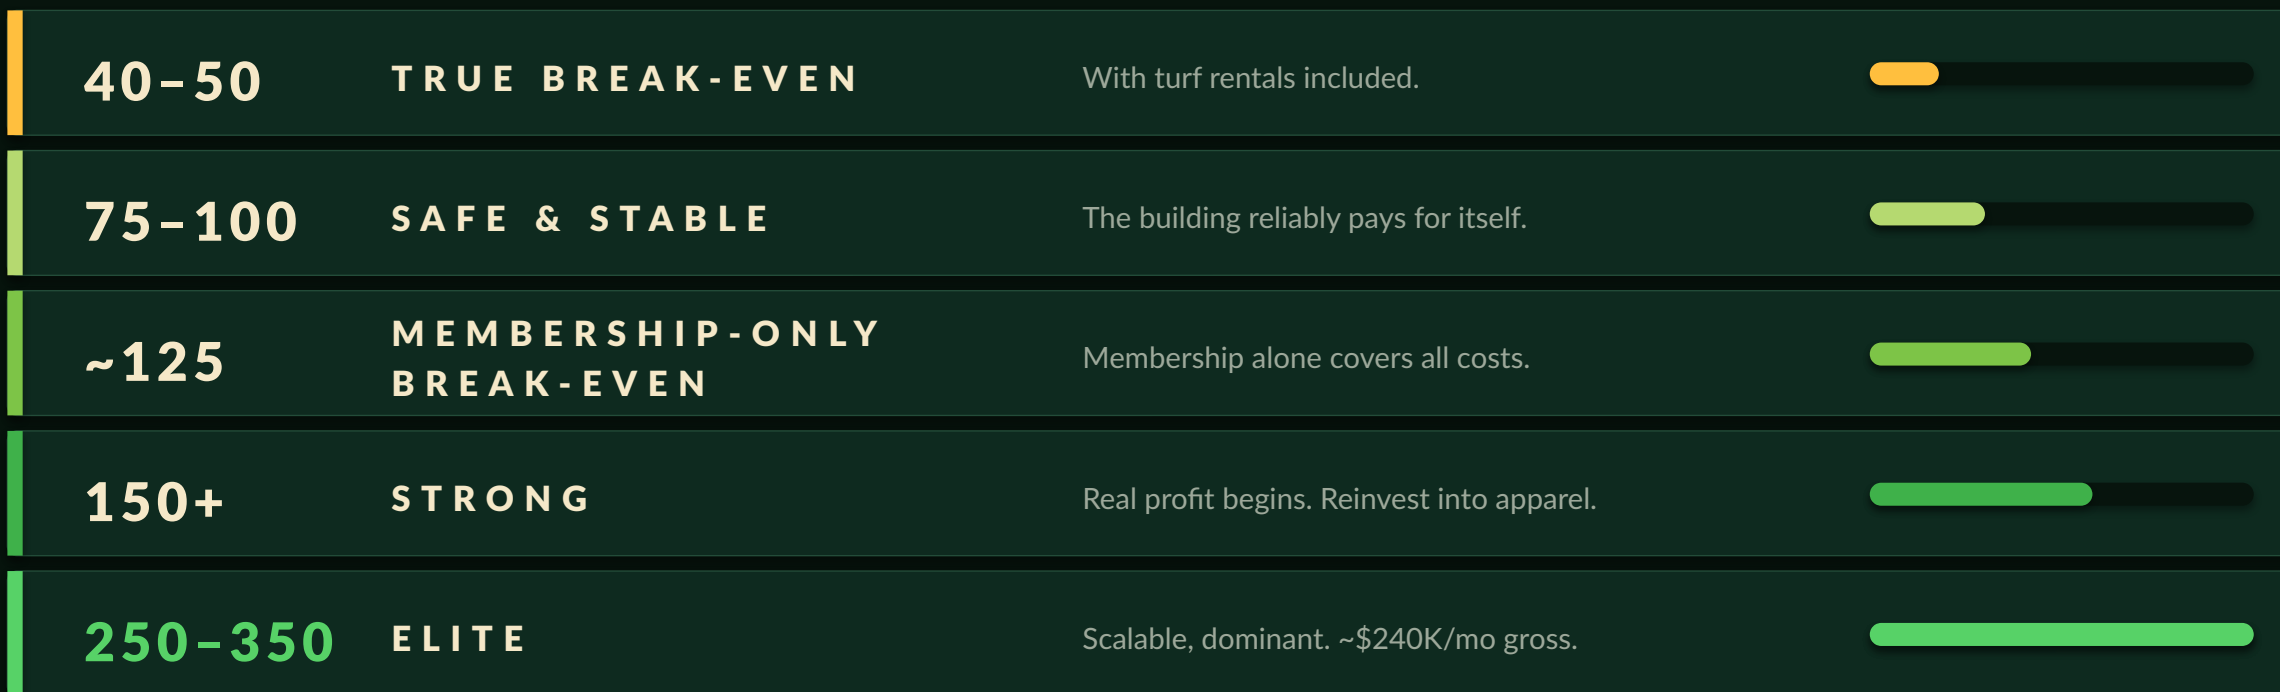 40–50 TRUE BREAK-EVEN With turf rentals included.
75–100 SAFE & STABLE The building reliably pays for itself.
~125 MEMBERSHIP-ONLY
BREAK-EVEN Membership alone covers all costs.
150+ STRONG Real profit begins. Reinvest into apparel.
250–350 ELITE Scalable, dominant. ~$240K/mo gross.